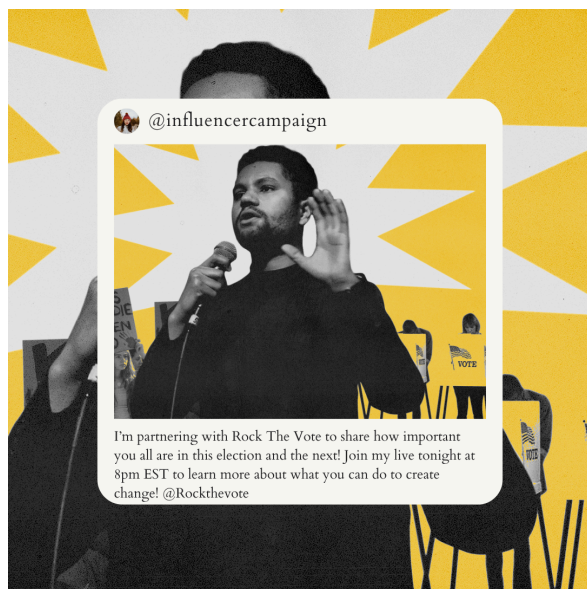 @influencercampaign
S
DIE
EN
VOTE
I'm partnering with Rock The Vote to share how important
you all are in this election and the next! Join my live tonight at
8pm EST to learn more about what you can do to create
change! @Rockthevote
VOTE